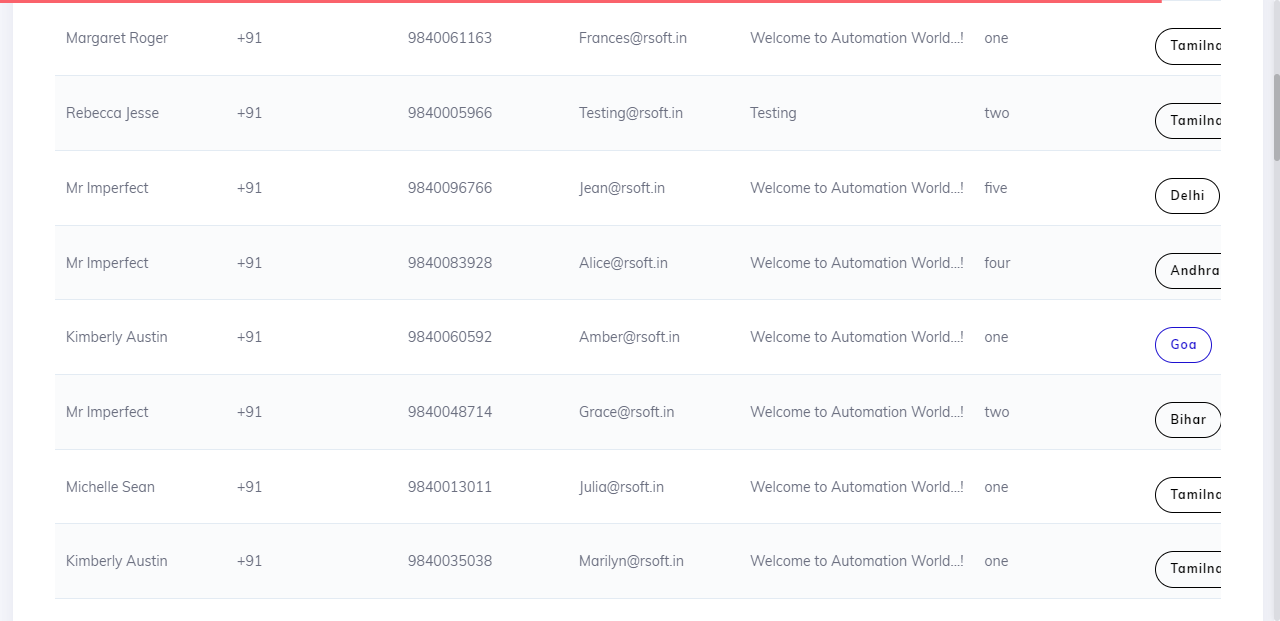 Margaret Roger +91 9840061163 Frances@rsoft.in Welcome to Automation World...! one Tamilna
Rebecca Jesse +91 9840005966 Testing@rsoft.in Testing two Tamilna
Mr Imperfect +91 9840096766 Jean@rsoft.in Welcome to Automation World...! five Delhi
Mr Imperfect +91 9840083928 Alice@rsoft.in Welcome to Automation World...! four Andhra
Kimberly Austin +91 9840060592 Amber@rsoft.in Welcome to Automation World...! one Goa
Mr Imperfect +91 9840048714 Grace@rsoft.in Welcome to Automation World...! two Bihar
Michelle Sean +91 9840013011 Julia@rsoft.in Welcome to Automation World...! one Tamilna
Kimberly Austin +91 9840035038 Marilyn@rsoft.in Welcome to Automation World...! one Tamilna